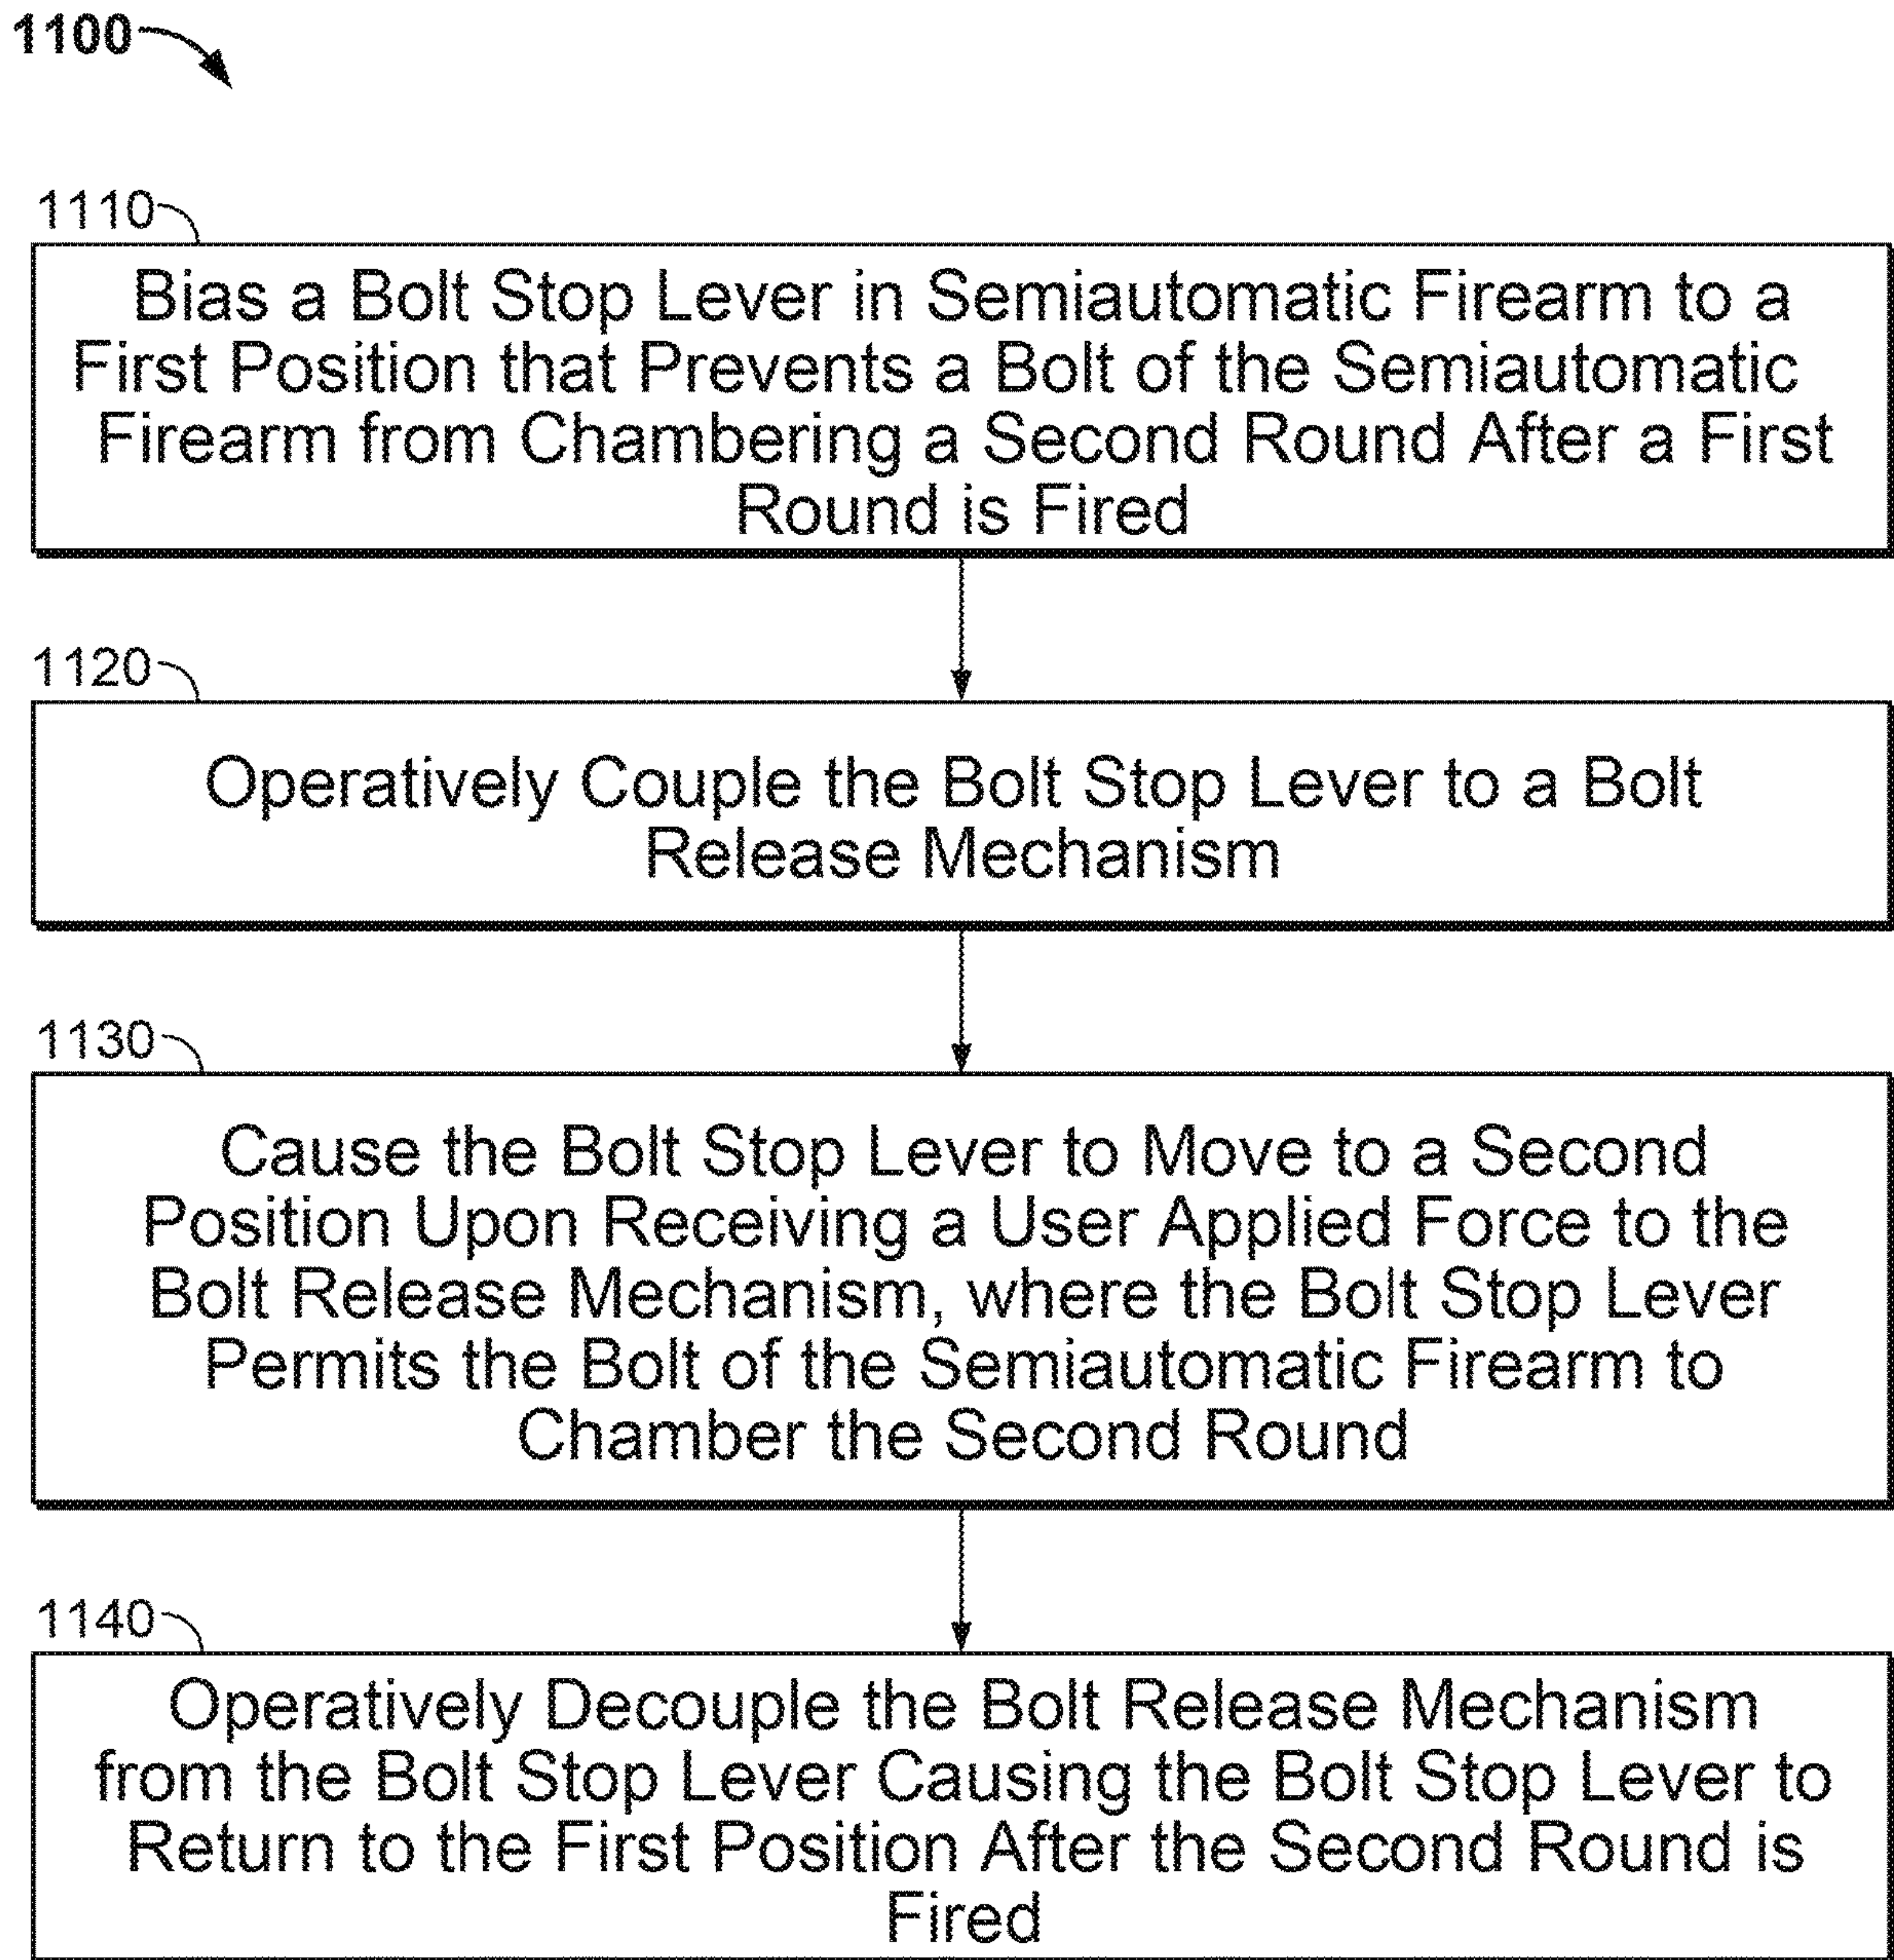 1100
1110
Bias a Bolt Stop Lever in Semiautomatic Firearm to a
First Position that Prevents a Bolt of the Semiautomatic
Firearm from Chambering a Second Round After a First
Round is Fired
1120
Operatively Couple the Bolt Stop Lever to a Bolt
Release Mechanism
1130
Cause the Bolt Stop Lever to Move to a Second
Position Upon Receiving a User Applied Force to the
Bolt Release Mechanism, where the Bolt Stop Lever
Permits the Bolt of the Semiautomatic Firearm to
Chamber the Second Round
1140
Operatively Decouple the Bolt Release Mechanism
from the Bolt Stop Lever Causing the Bolt Stop Lever to
Return to the First Position After the Second Round is
Fired